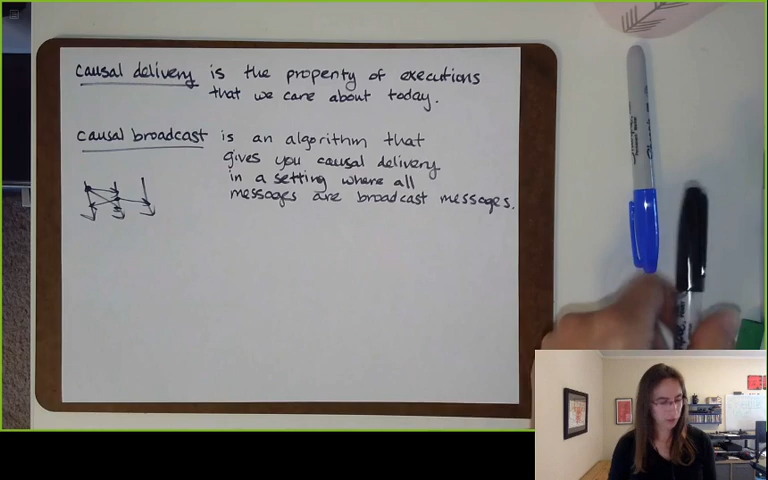 causal delivery is the property of executions
that we care about today.
causal broadcast is an algorithm that
gives you causal delivery
in a setting where all
messages are broadcast messages.